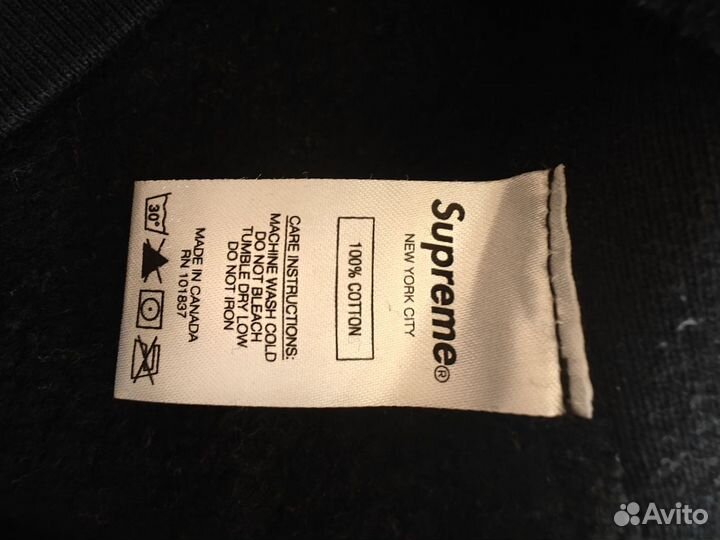 Supreme®
NEW YORK CITY
100% COTTON
CARE INSTRUCTIONS:
MACHINE WASH COLD
DO NOT BLEACH
TUMBLE DRY LOW
DO NOT IRON
MADE IN CANADA
RN 101837
30°
Avito